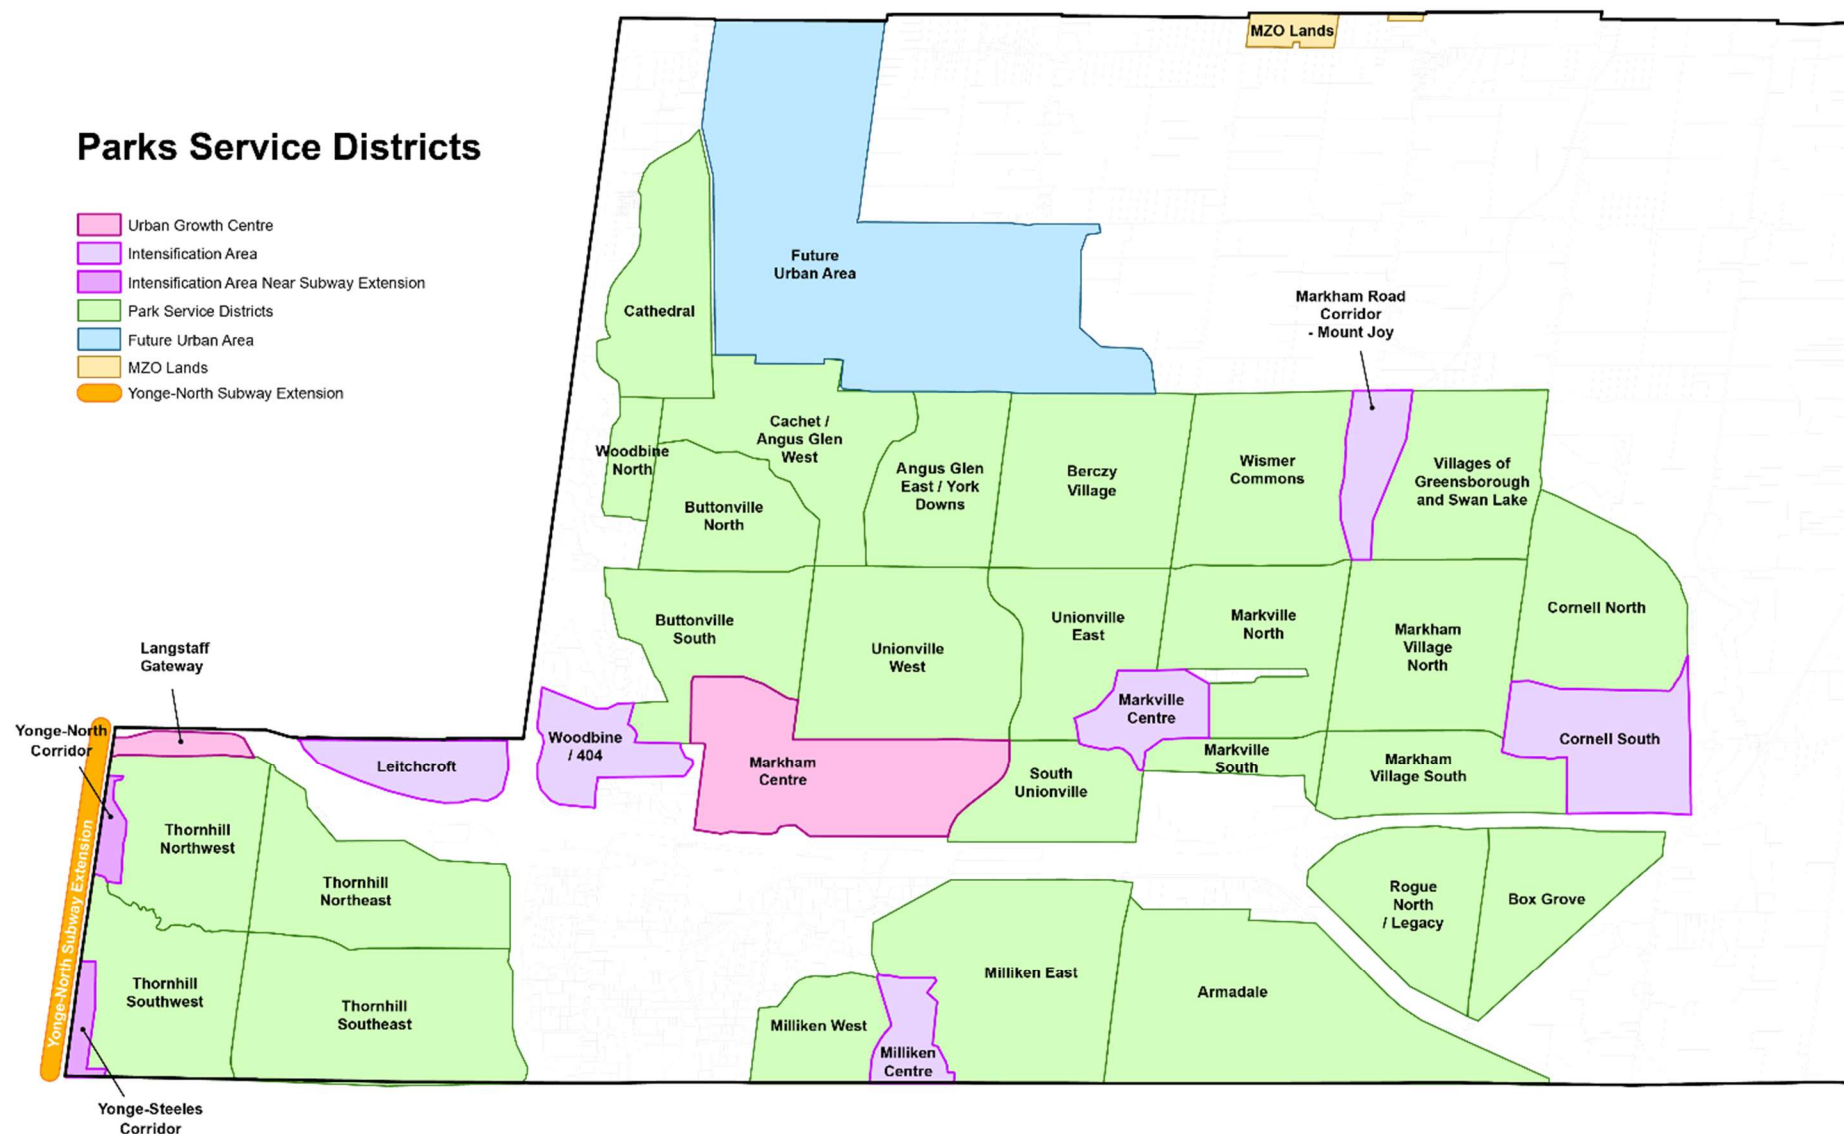 Parks Service Districts
Urban Growth Centre
Intensification Area
Intensification Area Near Subway Extension
Park Service Districts
Future Urban Area
MZO Lands
Yonge-North Subway Extension
MZO Lands
Future
Urban Area
Cathedral
Markham Road
Corridor
- Mount Joy
Cachet /
Angus Glen
West
Woodbine
North
Buttonville
North
Angus Glen
East / York
Downs
Berczy
Village
Wismer
Commons
Villages of
Greensborough
and Swan Lake
Buttonville
South
Unionville
West
Unionville
East
Markville
North
Markham
Village
North
Cornell North
Langstaff
Gateway
Yonge-North
Corridor
Leitchcroft
Woodbine
/ 404
Markham
Centre
South
Unionville
Markville
Centre
Markville
South
Markham
Village South
Cornell South
Thornhill
Northwest
Thornhill
Northeast
Rogue
North
/ Legacy
Box Grove
Yonge-North Subway Extension
Thornhill
Southwest
Thornhill
Southeast
Milliken West
Milliken East
Armadale
Milliken
Centre
Yonge-Steeles
Corridor